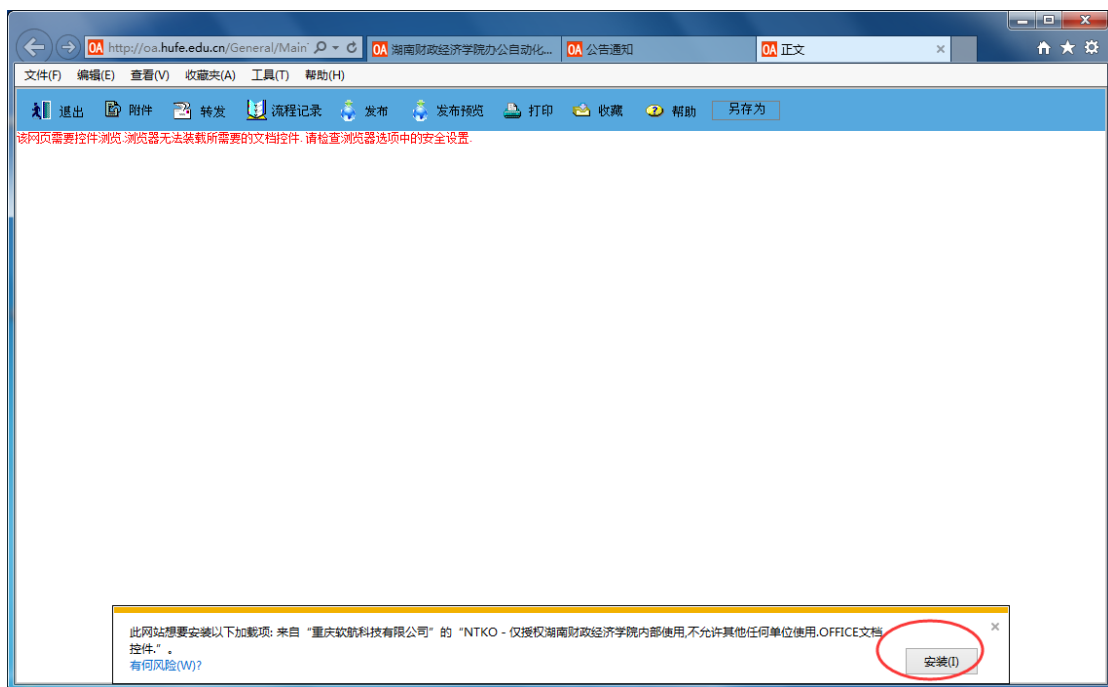 OA http://oa.hufe.edu.cn/General/Main
OA 湖南财政经济学院办公自动化... OA 公告通知 OA 正文
文件(F) 编辑(E) 查看(V) 收藏夹(A) 工具(T) 帮助(H)
退出 附件 转发 流程记录 发布 发布预览 打印 收藏 帮助 另存为
该网页需要控件浏览.浏览器无法装载所需要的文档控件.请检查浏览器选项中的安全设置.
此网站想要安装以下加载项: 来自“重庆软航科技有限公司”的“NTKO - 仅授权湖南财政经济学院内部使用,不允许其他任何单位使用.OFFICE文档
控件.”。
有何风险(W)?
安装(I)